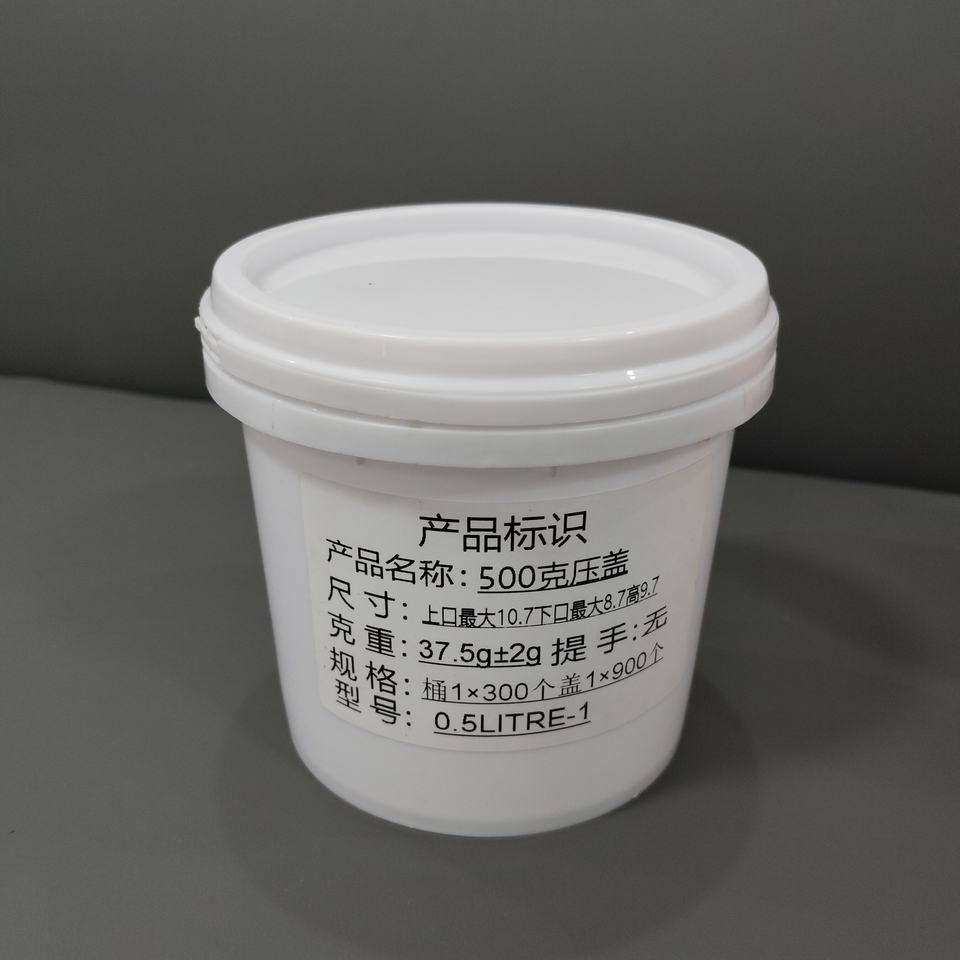 产品标识
产品名称：500克压盖
尺寸：上口最大10.7下口最大8.7高9.7
克重：37.5g±2g 提手：无
规格：桶1×300个盖1×900个
型号：0.5LITRE-1